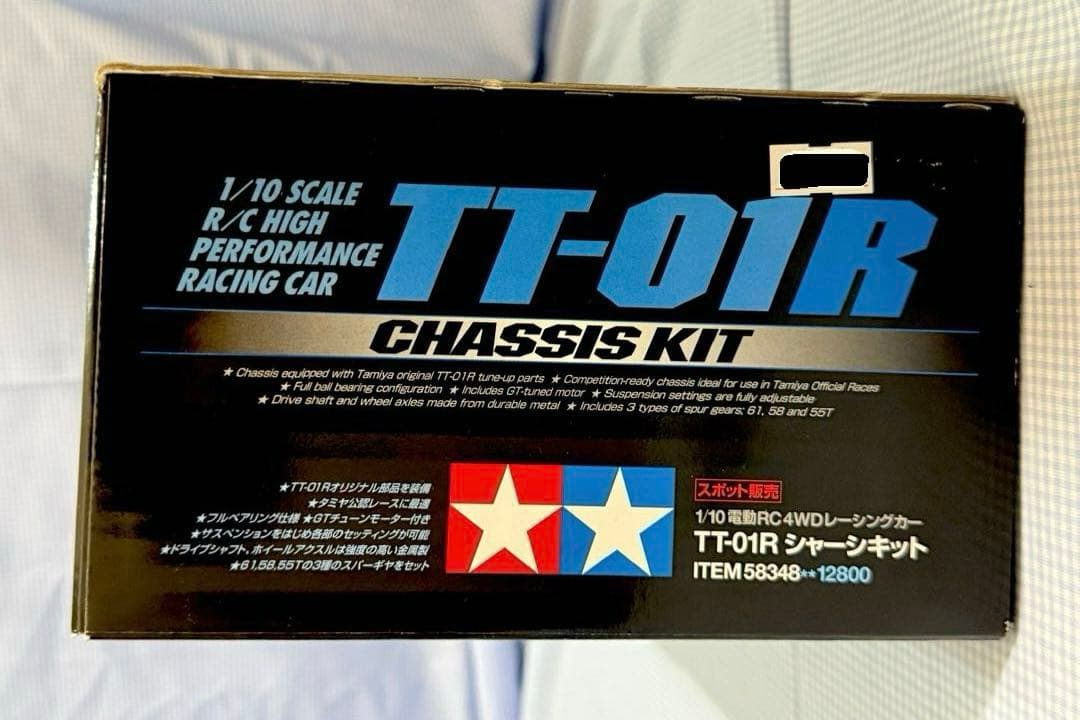 1/10 SCALE
R/C HIGH
PERFORMANCE
RACING CAR
TT-01R
CHASSIS KIT
★ Chassis equipped with Tamiya original TT-01R tune-up parts ★ Competition-ready chassis ideal for use in Tamiya Official Races
★ Full ball bearing configuration ★ Includes GT-tuned motor ★ Suspension settings are fully adjustable
★ Drive shaft and wheel axles made from durable metal ★ Includes 3 types of spur gears; 61, 58 and 55T
★TT-01Rオリジナル部品を装備
★タミヤ公認レースに最適
★フルベアリング仕様 ★GTチューンモーター付き
★サスペンションをはじめ各部のセッティングが可能
★ドライブシャフト、ホイールアクスルは強度の高い金属製
★61,58,55Tの3種のスパーギヤをセット
スポット販売
1/10 電動RC4WDレーシングカー
TT-01R シャーシキット
ITEM 58348★★12800